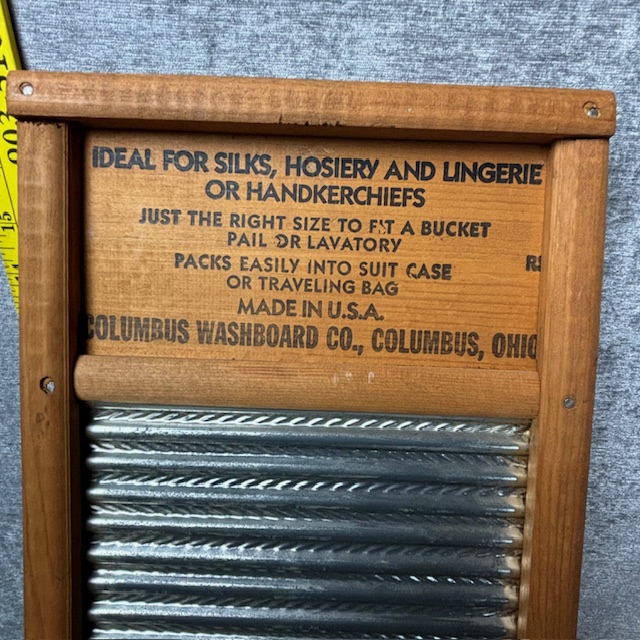 IDEAL FOR SILKS, HOSIERY AND LINGERIE
OR HANDKERCHIEFS
JUST THE RIGHT SIZE TO FIT A BUCKET
PAIL OR LAVATORY
PACKS EASILY INTO SUIT CASE
OR TRAVELING BAG
MADE IN U.S.A.
COLUMBUS WASHBOARD CO., COLUMBUS, OHIO